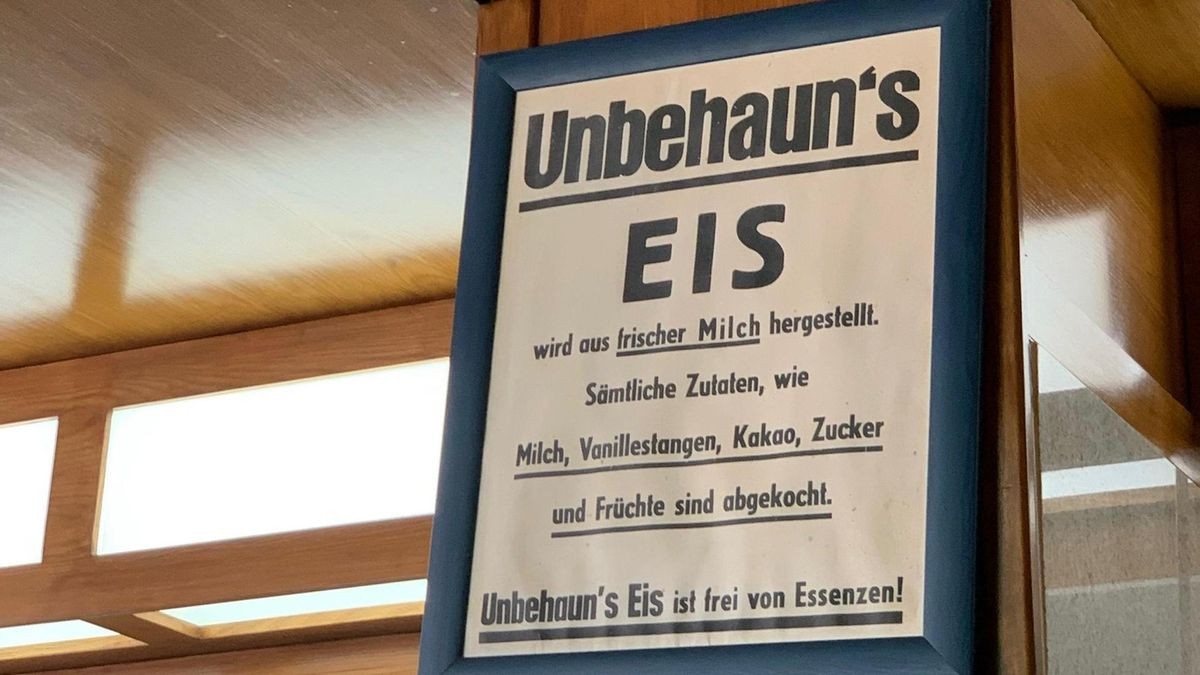 Unbehaun‘s
EIS
wird aus frischer Milch hergestellt.
Sämtliche Zutaten, wie
Milch, Vanillestangen, Kakao, Zucker
und Früchte sind abgekocht.
Unbehaun's Eis ist frei von Essenzen!